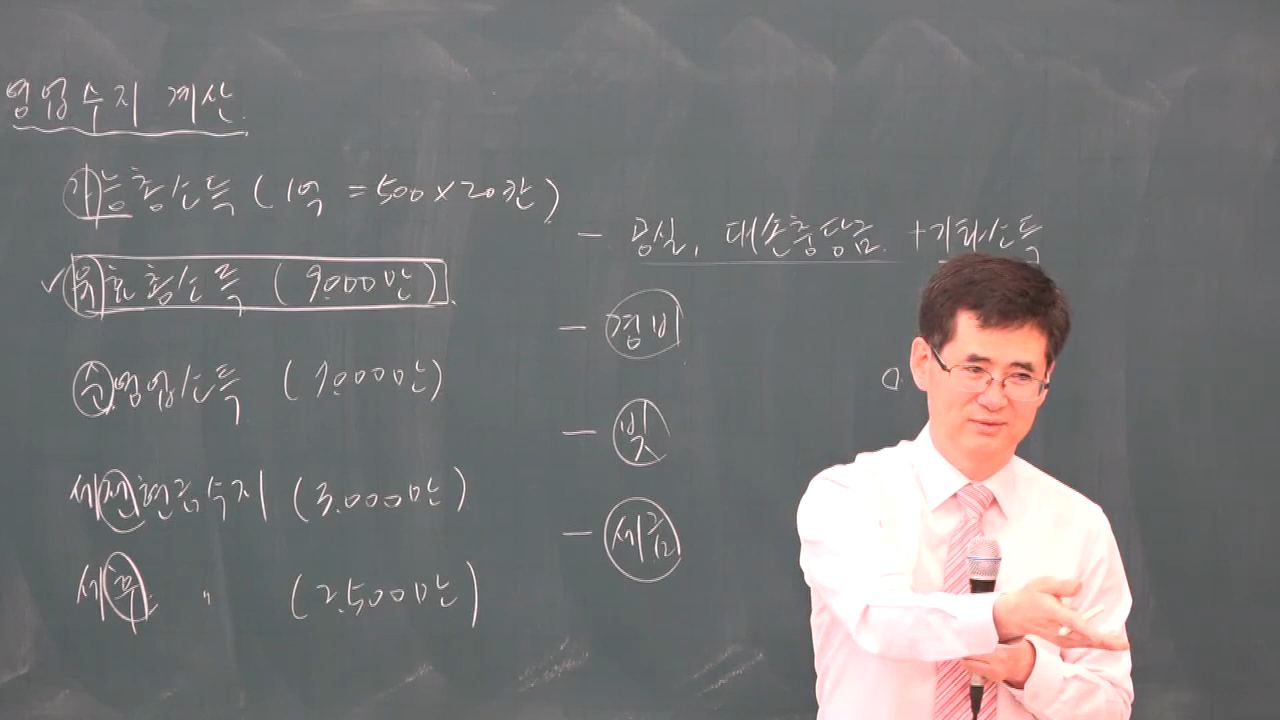 영업수지 계산.
가능총소득 (1억 = 500 × 20칸)
- 공실, 대손충당금. + 기타소득
✓ 유효총소득 (9.000만).
- 경비
순영업소득 (7.000만)
- 빚
세전현금수지 (3.000만)
- 세금
세후 〃 (2.500만)